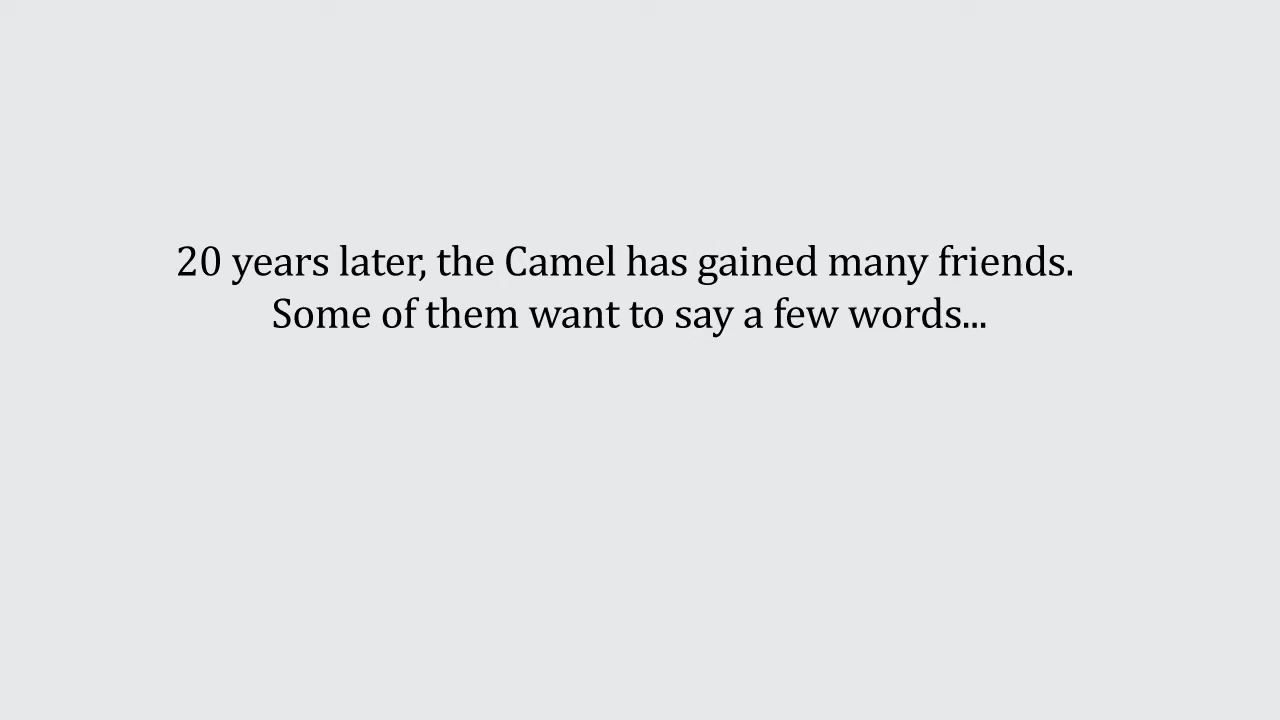 20 years later, the Camel has gained many friends.
Some of them want to say a few words...